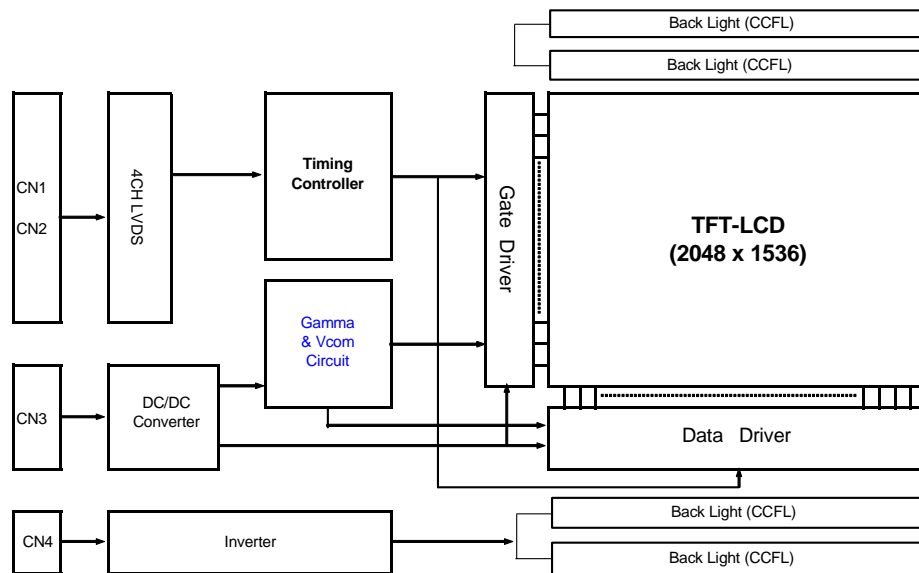 Back Light (CCFL)
Back Light (CCFL)
CN1
CN2
4CH LVDS
Timing
Controller
Gate Driver
TFT-LCD
(2048 x 1536)
Gamma
& Vcom
Circuit
CN3
DC/DC
Converter
Data Driver
CN4
Inverter
Back Light (CCFL)
Back Light (CCFL)